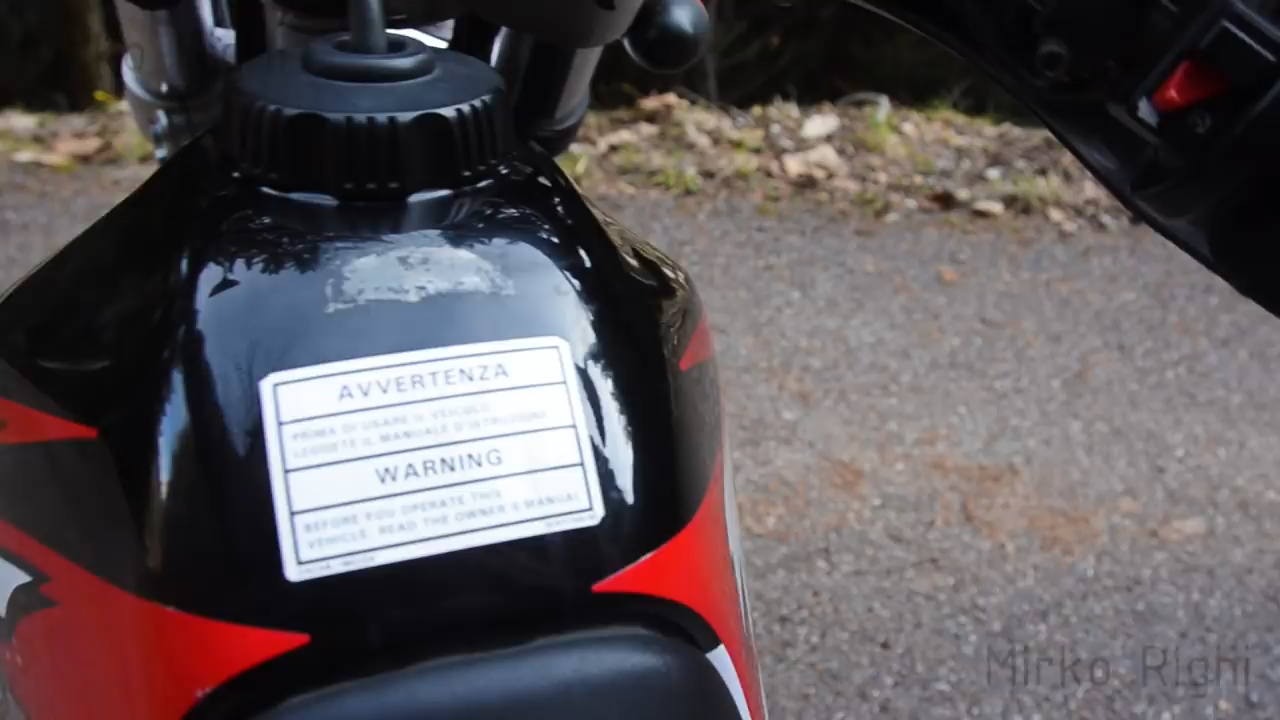 AVVERTENZA
PRIMA DI USARE IL VEICOLO
LEGGETE IL MANUALE D'ISTRUZIONI
WARNING
BEFORE YOU OPERATE THIS
VEHICLE, READ THE OWNER'S MANUAL
Mirko Righi